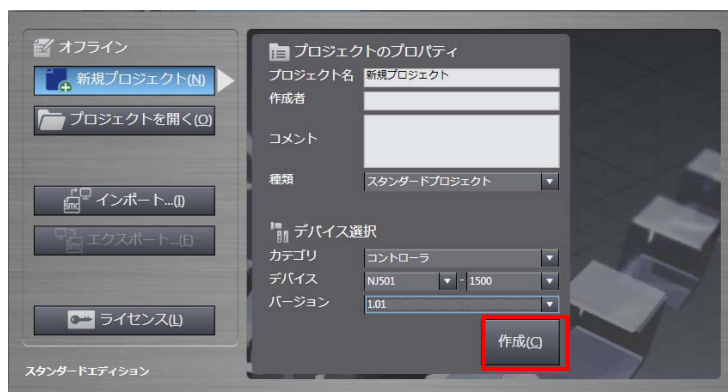 オフライン
新規プロジェクト(N)
プロジェクトを開く(O)
インポート...(I)
エクスポート...(E)
ライセンス(L)
スタンダードエディション
プロジェクトのプロパティ
プロジェクト名 新規プロジェクト
作成者
コメント
種類 スタンダードプロジェクト
デバイス選択
カテゴリ コントローラ
デバイス NJ501 - 1500
バージョン 1.01
作成(C)